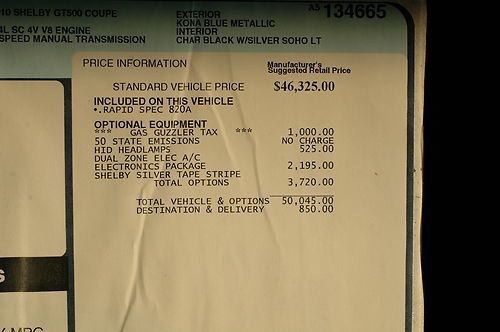 10 SHELBY GT500 COUPE
4L SC 4V V8 ENGINE
SPEED MANUAL TRANSMISSION
EXTERIOR
KONA BLUE METALLIC
INTERIOR
CHAR BLACK W/SILVER SOHO LT
A5 134665
PRICE INFORMATION
Manufacturer's
Suggested Retail Price
STANDARD VEHICLE PRICE $46,325.00
INCLUDED ON THIS VEHICLE
•.RAPID SPEC 820A
OPTIONAL EQUIPMENT
*** GAS GUZZLER TAX *** 1,000.00
50 STATE EMISSIONS NO CHARGE
HID HEADLAMPS 525.00
DUAL ZONE ELEC A/C
ELECTRONICS PACKAGE 2,195.00
SHELBY SILVER TAPE STRIPE
TOTAL OPTIONS 3,720.00
TOTAL VEHICLE & OPTIONS 50,045.00
DESTINATION & DELIVERY 850.00
S
MPG